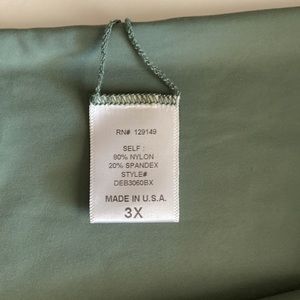 RN# 129149
SELF :
80% NYLON
20% SPANDEX
STYLE#
DEB3060BX
MADE IN U.S.A.
3X